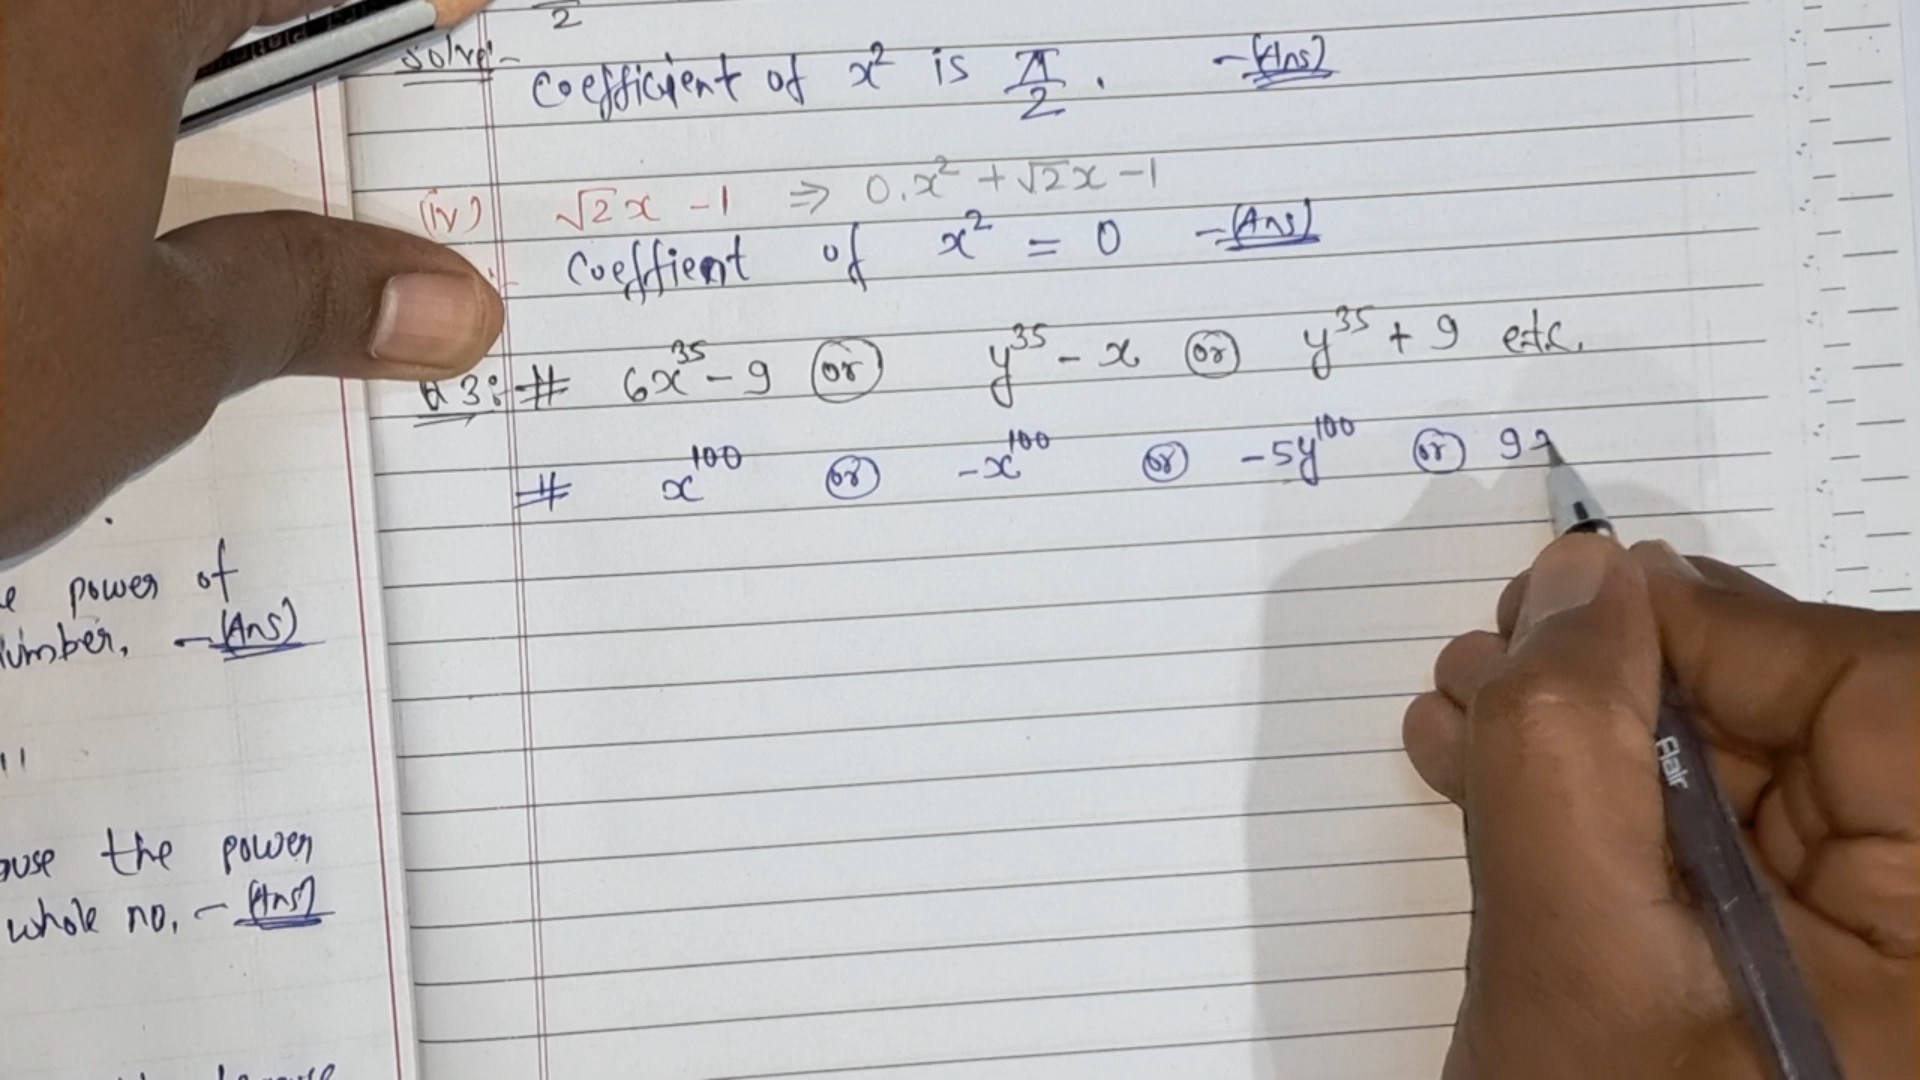 2
Solve:-
Coefficient of x² is π/2. -(Ans)
(iv) √2x - 1 ⇒ 0.x² + √2x - 1
Coeffient of x² = 0 -(Ans)
Q3:- # 6x³⁵ - 9 (or) y³⁵ - x (or) y³⁵ + 9 etc.
# x¹⁰⁰ (or) -x¹⁰⁰ (or) -5y¹⁰⁰ (or) 9
power of
-(Ans)
the power
whole no, - (Ans)
Flair